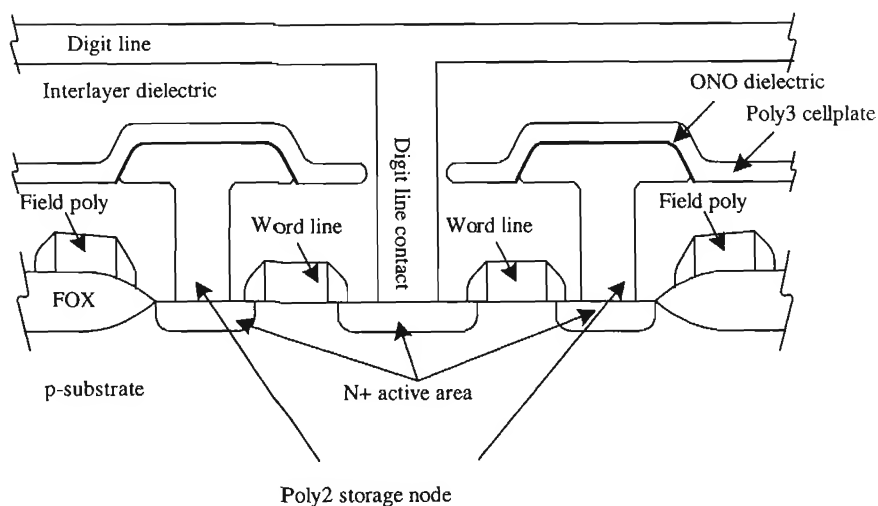 Digit line
Interlayer dielectric
ONO dielectric
Poly3 cellplate
Digit line contact
Field poly
Word line
Word line
Field poly
FOX
p-substrate
N+ active area
Poly2 storage node